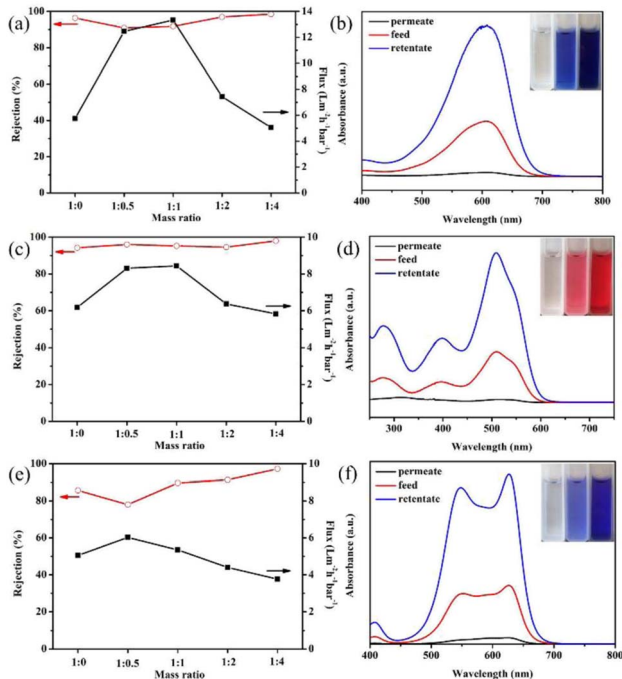 (a)
100
80
60
40
20
0
Rejection (%)
14
12
10
8
6
4
2
0
Flux (Lm⁻²h⁻¹bar⁻¹)
1:0 1:0.5 1:1 1:2 1:4
Mass ratio
(b)
permeate
feed
retentate
Absorbance (a.u.)
400 500 600 700 800
Wavelength (nm)
(c)
100
80
60
40
20
0
Rejection (%)
10
8
6
4
2
0
Flux (Lm⁻²h⁻¹bar⁻¹)
1:0 1:0.5 1:1 1:2 1:4
Mass ratio
(d)
permeate
feed
retentate
Absorbance (a.u.)
300 400 500 600 700
Wavelength (nm)
(e)
100
80
60
40
20
0
Rejection (%)
10
8
6
4
2
0
Flux (Lm⁻²h⁻¹bar⁻¹)
1:0 1:0.5 1:1 1:2 1:4
Mass ratio
(f)
permeate
feed
retentate
Absorbance (a.u.)
400 500 600 700 800
Wavelength (nm)